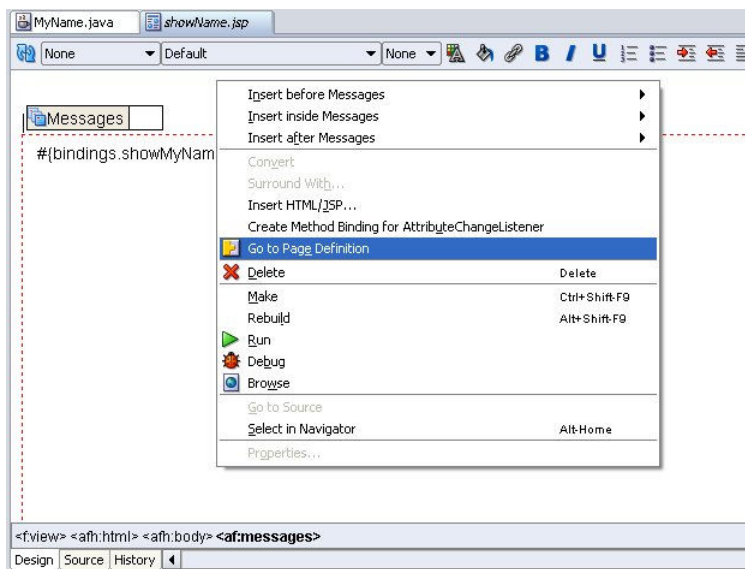 MyName.java showName.jsp
None Default None B I U
Messages
#{bindings.showMyNam
Insert before Messages
Insert inside Messages
Insert after Messages
Convert
Surround With...
Insert HTML/JSP...
Create Method Binding for AttributeChangeListener
Go to Page Definition
Delete Delete
Make Ctrl+Shift-F9
Rebuild Alt+Shift-F9
Run
Debug
Browse
Go to Source
Select in Navigator Alt-Home
Properties...
<f:view> <afh:html> <afh:body> <af:messages>
Design Source History